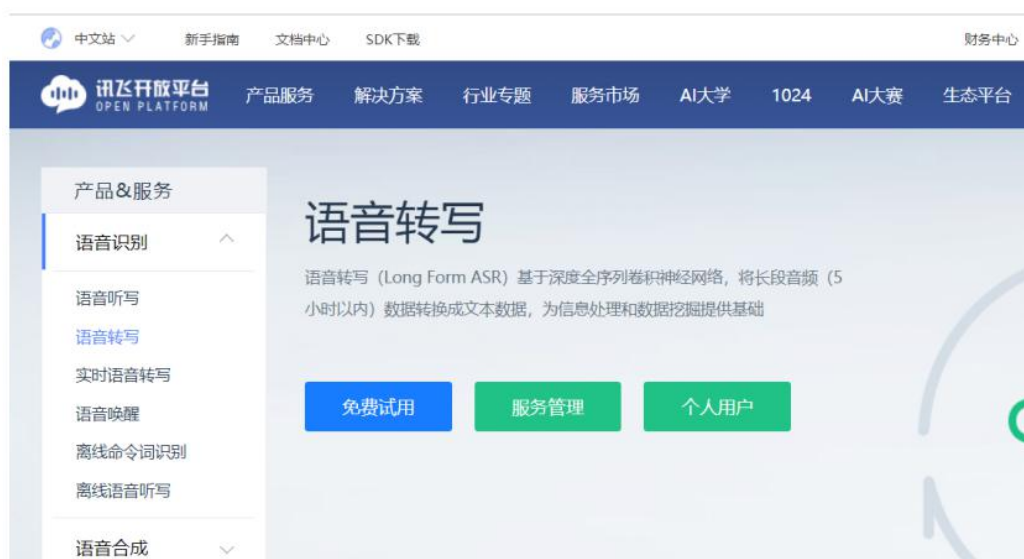 中文站 新手指南 文档中心 SDK下载 财务中心
讯飞开放平台
OPEN PLATFORM
产品服务 解决方案 行业专题 服务市场 AI大学 1024 AI大赛 生态平台
产品&服务
语音识别
语音听写
语音转写
实时语音转写
语音唤醒
离线命令词识别
离线语音听写
语音合成
语音转写
语音转写（Long Form ASR）基于深度全序列卷积神经网络，将长段音频（5
小时以内）数据转换成文本数据，为信息处理和数据挖掘提供基础
免费试用 服务管理 个人用户